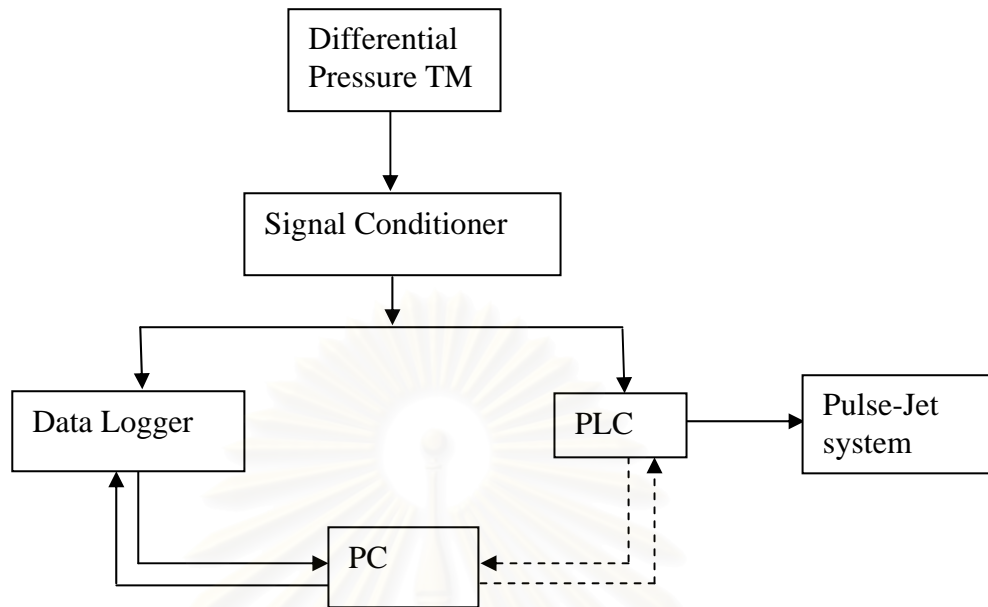 Differential
Pressure TM
Signal Conditioner
Data Logger
PLC
Pulse-Jet
system
PC